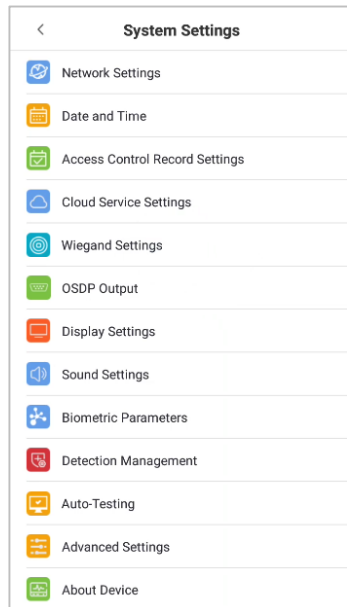 System Settings
Network Settings
Date and Time
Access Control Record Settings
Cloud Service Settings
Wiegand Settings
OSDP Output
Display Settings
Sound Settings
Biometric Parameters
Detection Management
Auto-Testing
Advanced Settings
About Device